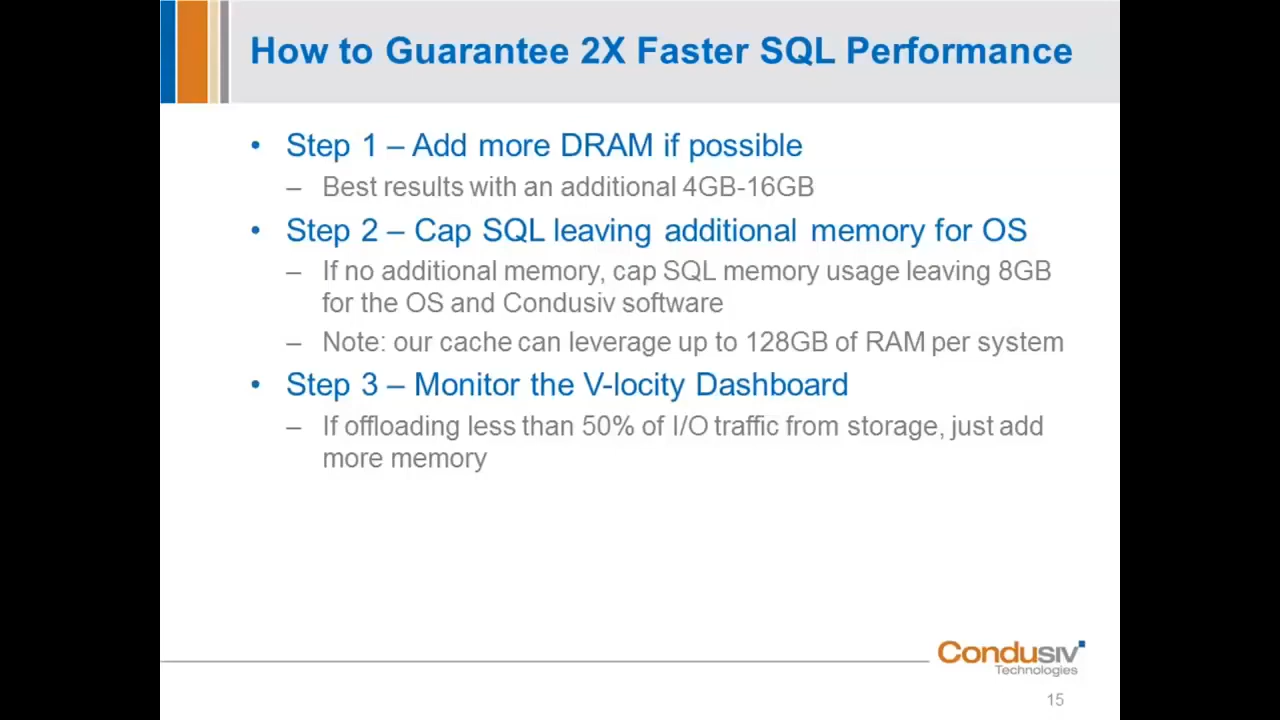 How to Guarantee 2X Faster SQL Performance
• Step 1 – Add more DRAM if possible
– Best results with an additional 4GB-16GB
• Step 2 – Cap SQL leaving additional memory for OS
– If no additional memory, cap SQL memory usage leaving 8GB
for the OS and Condusiv software
– Note: our cache can leverage up to 128GB of RAM per system
• Step 3 – Monitor the V-locity Dashboard
– If offloading less than 50% of I/O traffic from storage, just add
more memory
Condusiv
Technologies
15